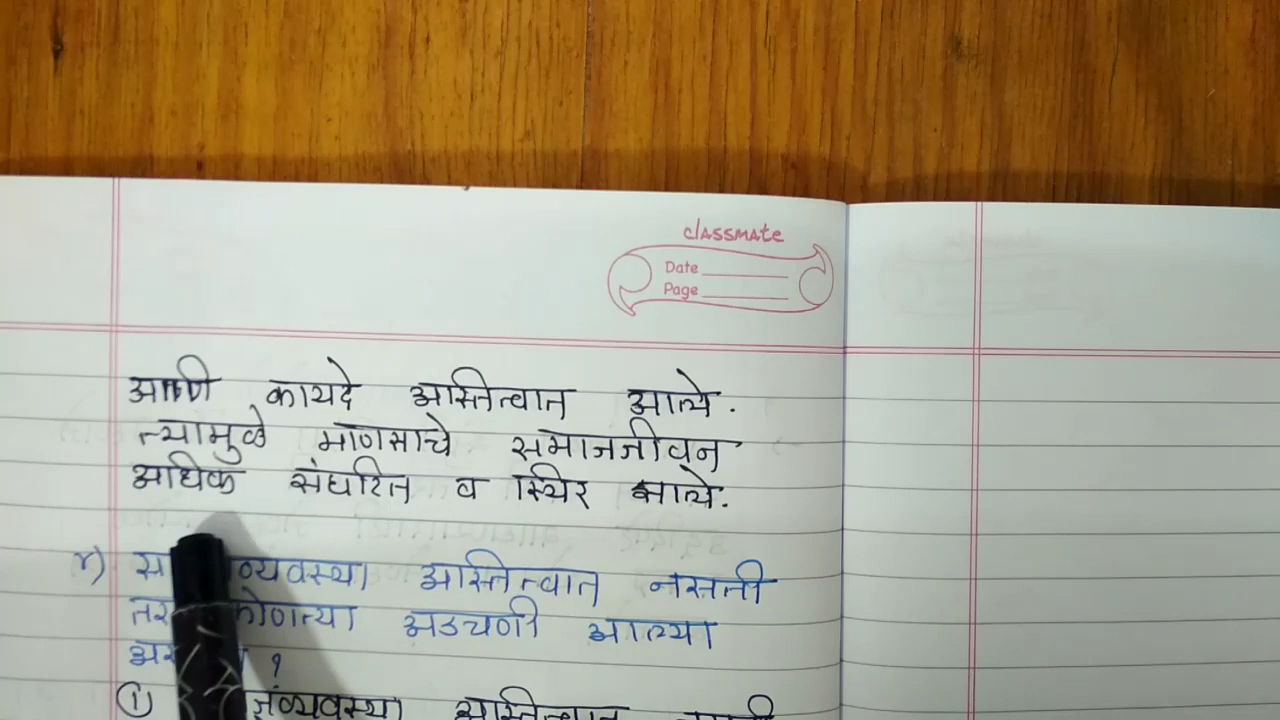 classmate
Date
Page
आणि कायदे अस्तित्वात आले.
त्यामुळे माणसाचे समाजजीवन
अधिक संघटित व स्थिर झाले.
४) व्यवस्था अस्तित्वात नसती
कोणत्या अडचणी आल्या
?
① अस्तित्वात